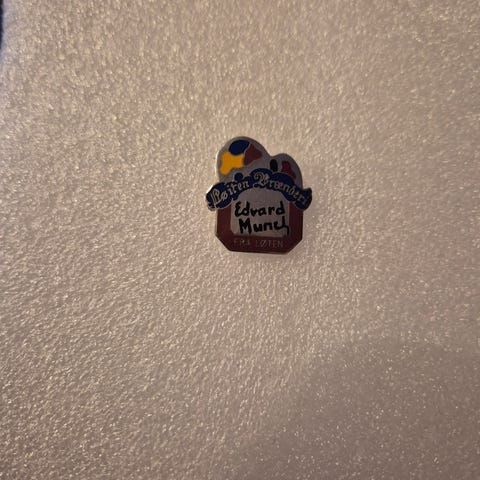 Løiten Brænderi
Edvard
Munch
FRA LØTEN